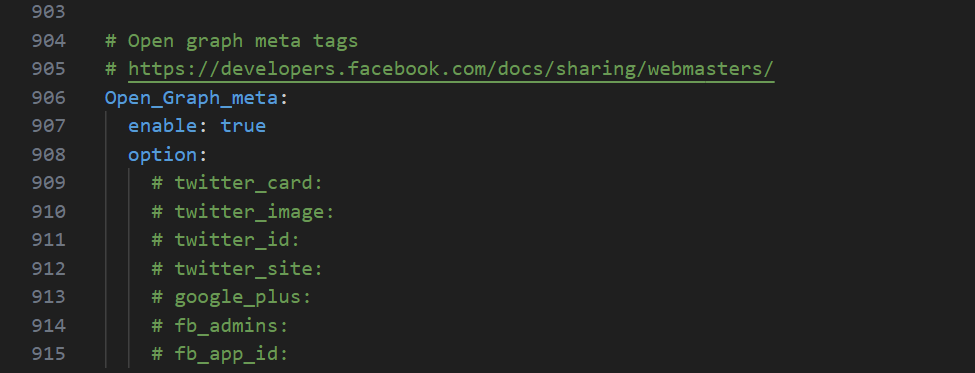 903
904 # Open graph meta tags
905 # https://developers.facebook.com/docs/sharing/webmasters/
906 Open_Graph_meta:
907   enable: true
908   option:
909     # twitter_card:
910     # twitter_image:
911     # twitter_id:
912     # twitter_site:
913     # google_plus:
914     # fb_admins:
915     # fb_app_id: